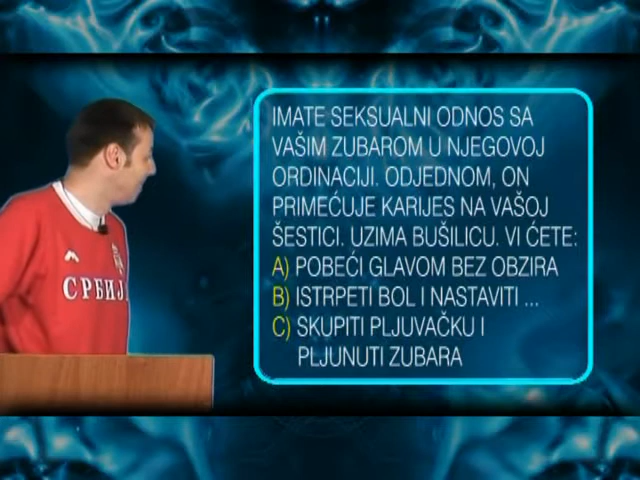 IMATE SEKSUALNI ODNOS SA
VAŠIM ZUBAROM U NJEGOVOJ
ORDINACIJI. ODJEDNOM, ON
PRIMEĆUJE KARIJES NA VAŠOJ
ŠESTICI. UZIMA BUŠILICU. VI ĆETE:
A) POBEĆI GLAVOM BEZ OBZIRA
B) ISTRPETI BOL I NASTAVITI ...
C) SKUPITI PLJUVAČKU I
PLJUNUTI ZUBARA
СРБИЈА